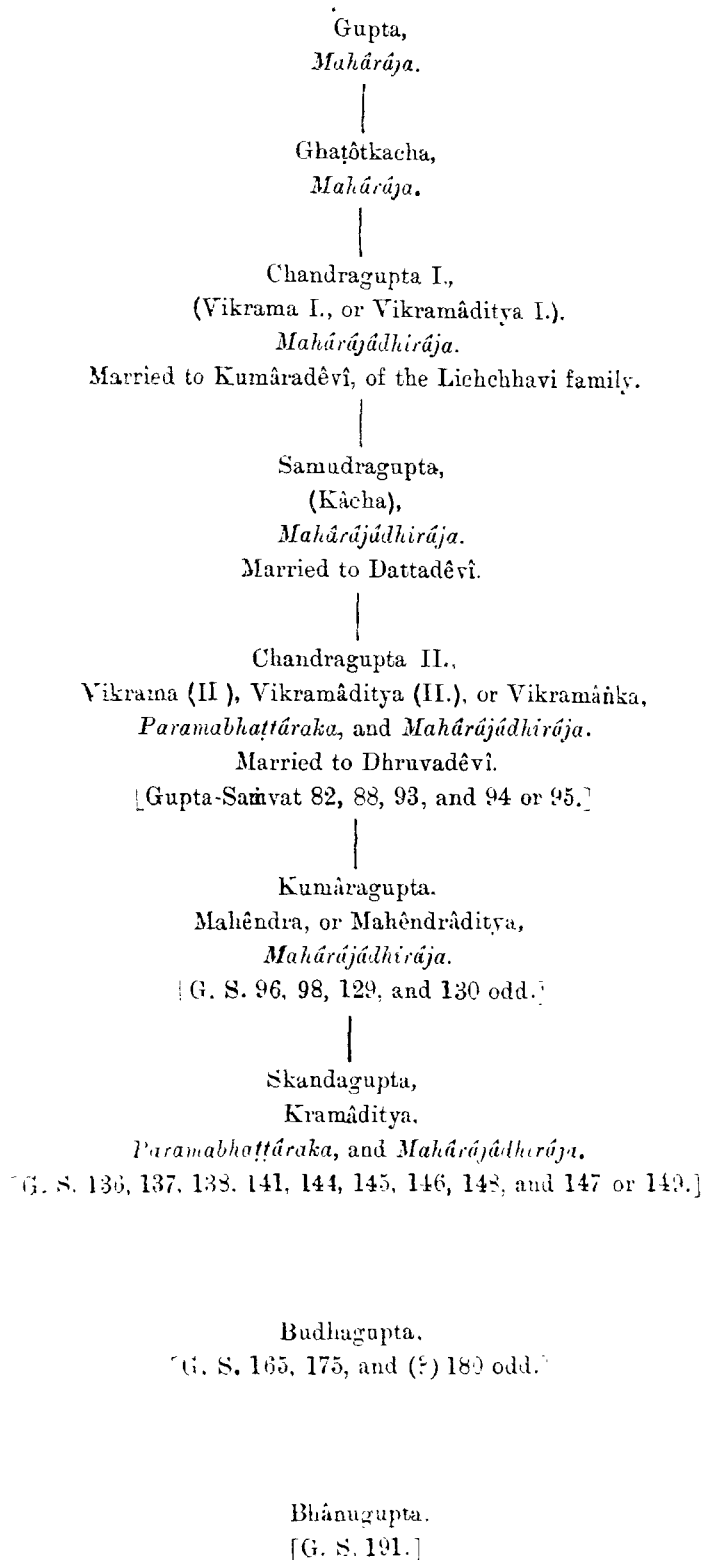 Gupta,
Mahârâja.
Ghaṭôtkacha,
Mahârâja.
Chandragupta I.,
(Vikrama I., or Vikramâditya I.).
Mahârâjâdhirâja.
Married to Kumâradêvî, of the Lichchhavi family.
Samudragupta,
(Kâcha),
Mahârâjâdhirâja.
Married to Dattadêvî.
Chandragupta II.,
Vikrama (II ), Vikramâditya (II.), or Vikramâṅka,
Paramabhaṭṭâraka, and Mahârâjâdhirâja.
Married to Dhruvadêvî.
[Gupta-Saṁvat 82, 88, 93, and 94 or 95.]
Kumâragupta.
Mahêndra, or Mahêndrâditya,
Mahârâjâdhirâja.
[G. S. 96, 98, 129, and 130 odd.]
Skandagupta,
Kramâditya.
Paramabhaṭṭâraka, and Mahârâjâdhirâja.
[G. S. 136, 137, 138, 141, 144, 145, 146, 148, and 147 or 149.]
Budhagupta.
[G. S. 165, 175, and (?) 180 odd.]
Bhânugupta.
[G. S. 191.]